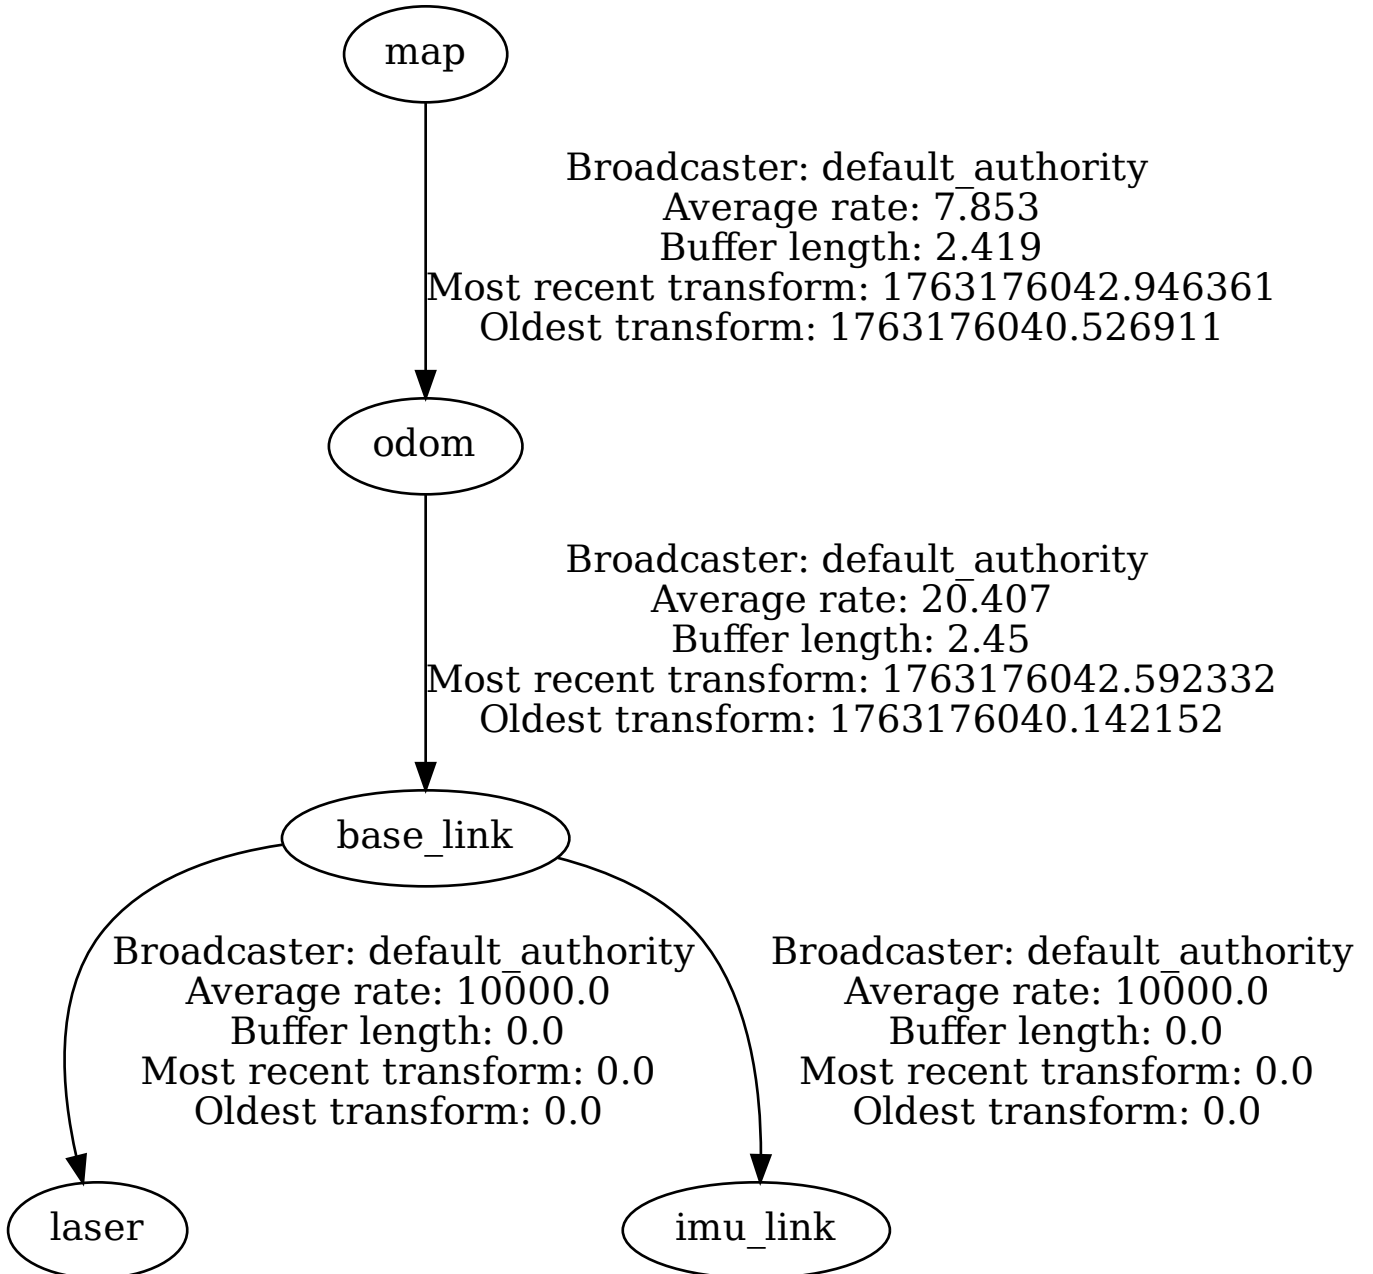 map
Broadcaster: default_authority
Average rate: 7.853
Buffer length: 2.419
Most recent transform: 1763176042.946361
Oldest transform: 1763176040.526911
odom
Broadcaster: default_authority
Average rate: 20.407
Buffer length: 2.45
Most recent transform: 1763176042.592332
Oldest transform: 1763176040.142152
base_link
Broadcaster: default_authority
Average rate: 10000.0
Buffer length: 0.0
Most recent transform: 0.0
Oldest transform: 0.0
Broadcaster: default_authority
Average rate: 10000.0
Buffer length: 0.0
Most recent transform: 0.0
Oldest transform: 0.0
laser
imu_link